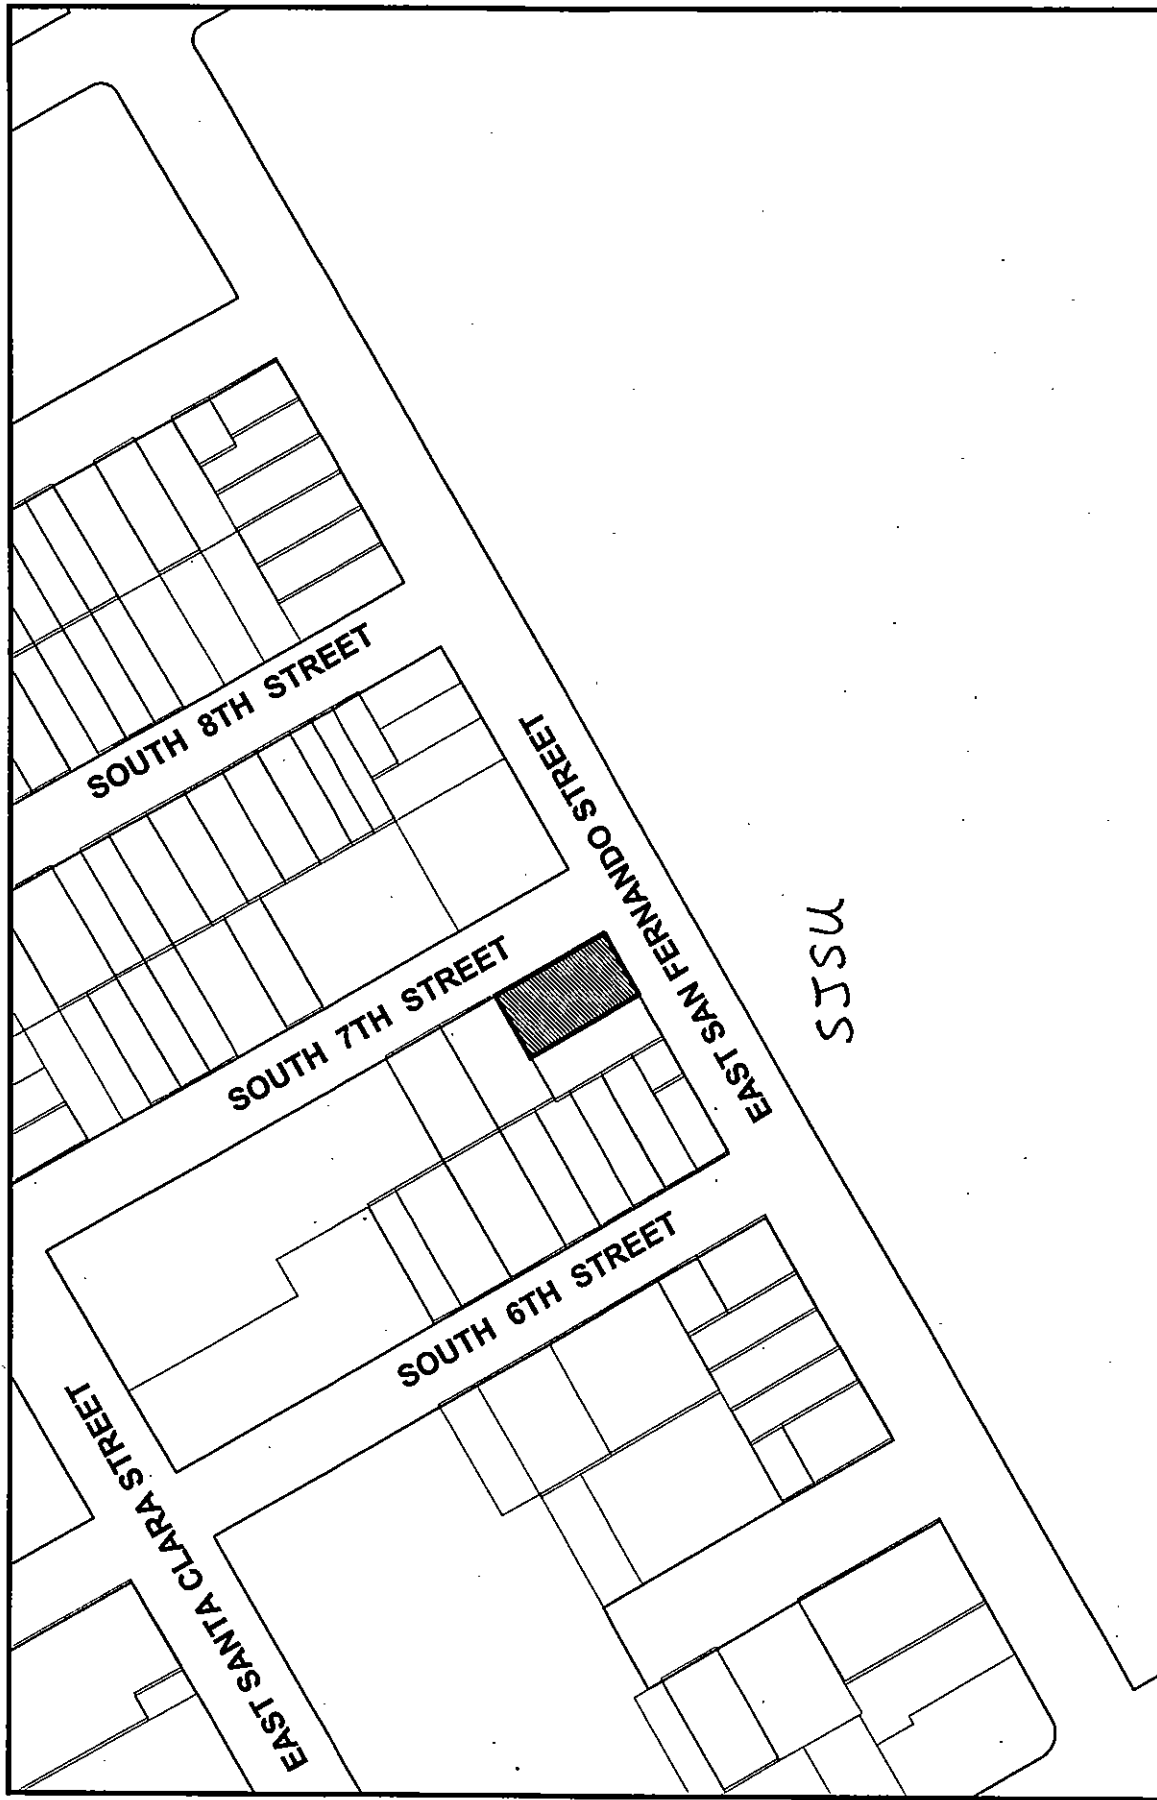 SOUTH 8TH STREET
EAST SAN FERNANDO STREET
SJSU
SOUTH 7TH STREET
SOUTH 6TH STREET
EAST SANTA CLARA STREET